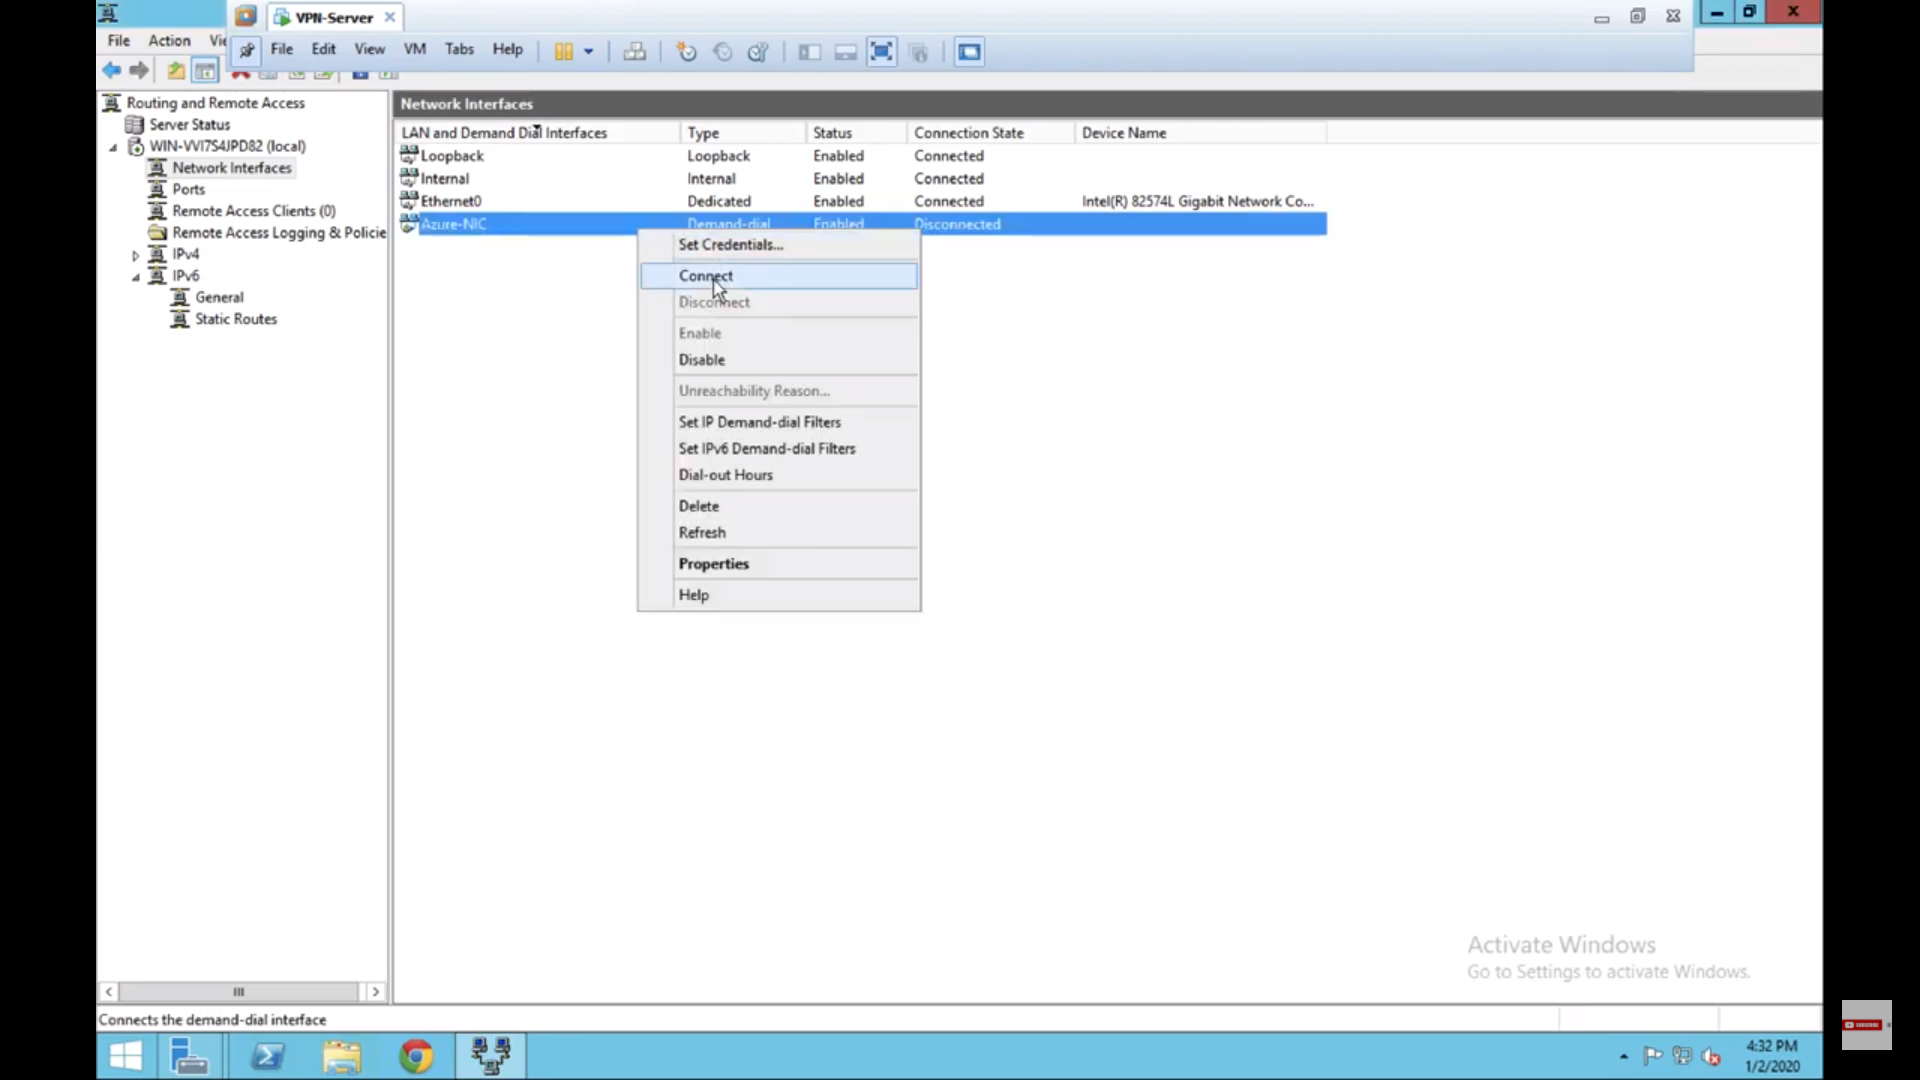 VPN-Server
File Action Vi
File Edit View VM Tabs Help
Routing and Remote Access
Server Status
WIN-VVI7S4JPD82 (local)
Network Interfaces
Ports
Remote Access Clients (0)
Remote Access Logging & Policie
IPv4
IPv6
General
Static Routes
Network Interfaces
LAN and Demand Dial Interfaces Type Status Connection State Device Name
Loopback Loopback Enabled Connected
Internal Internal Enabled Connected
Ethernet0 Dedicated Enabled Connected Intel(R) 82574L Gigabit Network Co...
Azure-NIC Demand-dial Enabled Disconnected
Set Credentials...
Connect
Disconnect
Enable
Disable
Unreachability Reason...
Set IP Demand-dial Filters
Set IPv6 Demand-dial Filters
Dial-out Hours
Delete
Refresh
Properties
Help
Activate Windows
Go to Settings to activate Windows.
Connects the demand-dial interface
4:32 PM
1/2/2020
SUBSCRIBE